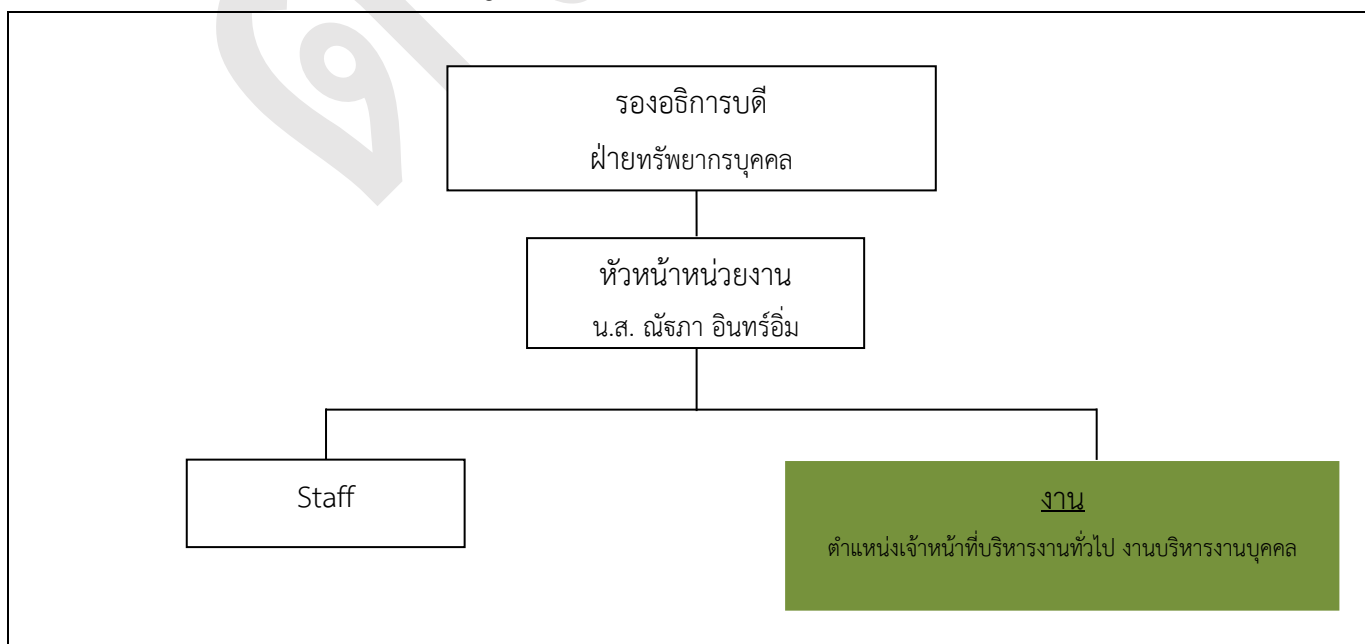 รองอธิการบดี
ฝ่ายทรัพยากรบุคคล
หัวหน้าหน่วยงาน
น.ส. ณัฐภา อินทร์อิ่ม
Staff
งาน
ตำแหน่งเจ้าหน้าที่บริหารงานทั่วไป งานบริหารงานบุคคล